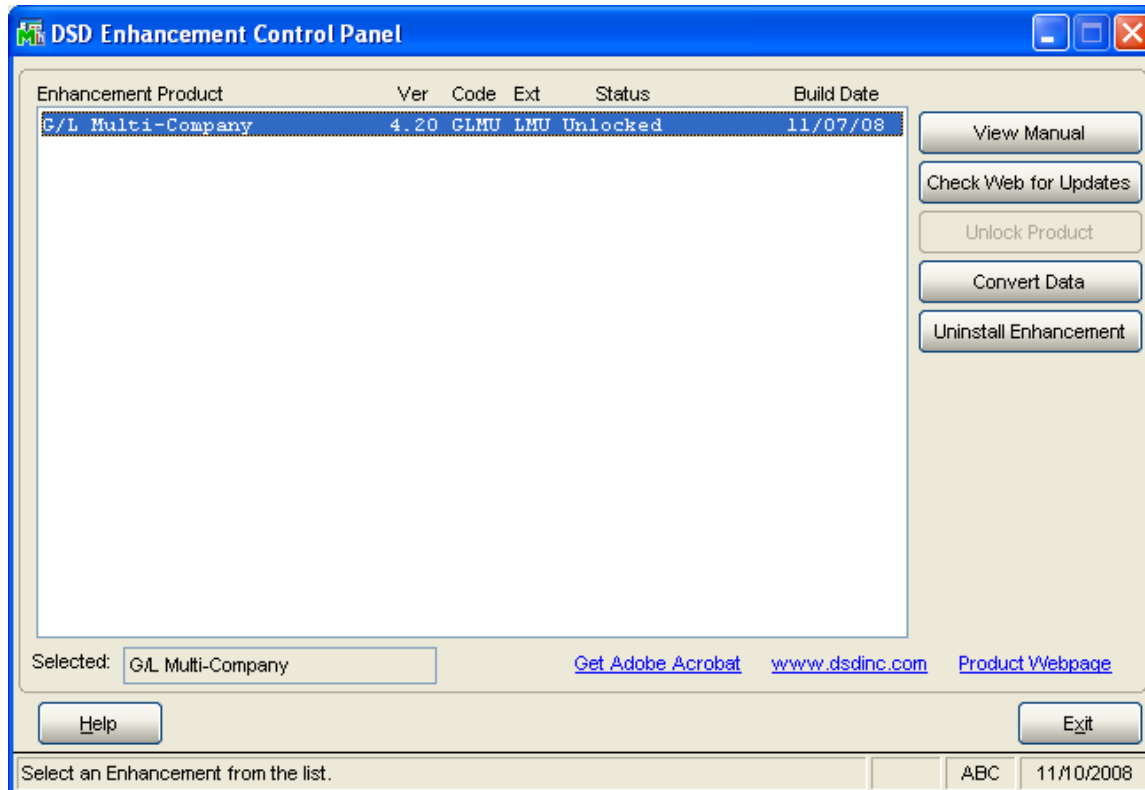 DSD Enhancement Control Panel
Enhancement Product Ver Code Ext Status Build Date
G/L Multi-Company 4.20 GLMU LMU Unlocked 11/07/08
View Manual
Check Web for Updates
Unlock Product
Convert Data
Uninstall Enhancement
Selected: G/L Multi-Company Get Adobe Acrobat www.dsdinc.com Product Webpage
Help Exit
Select an Enhancement from the list. ABC 11/10/2008